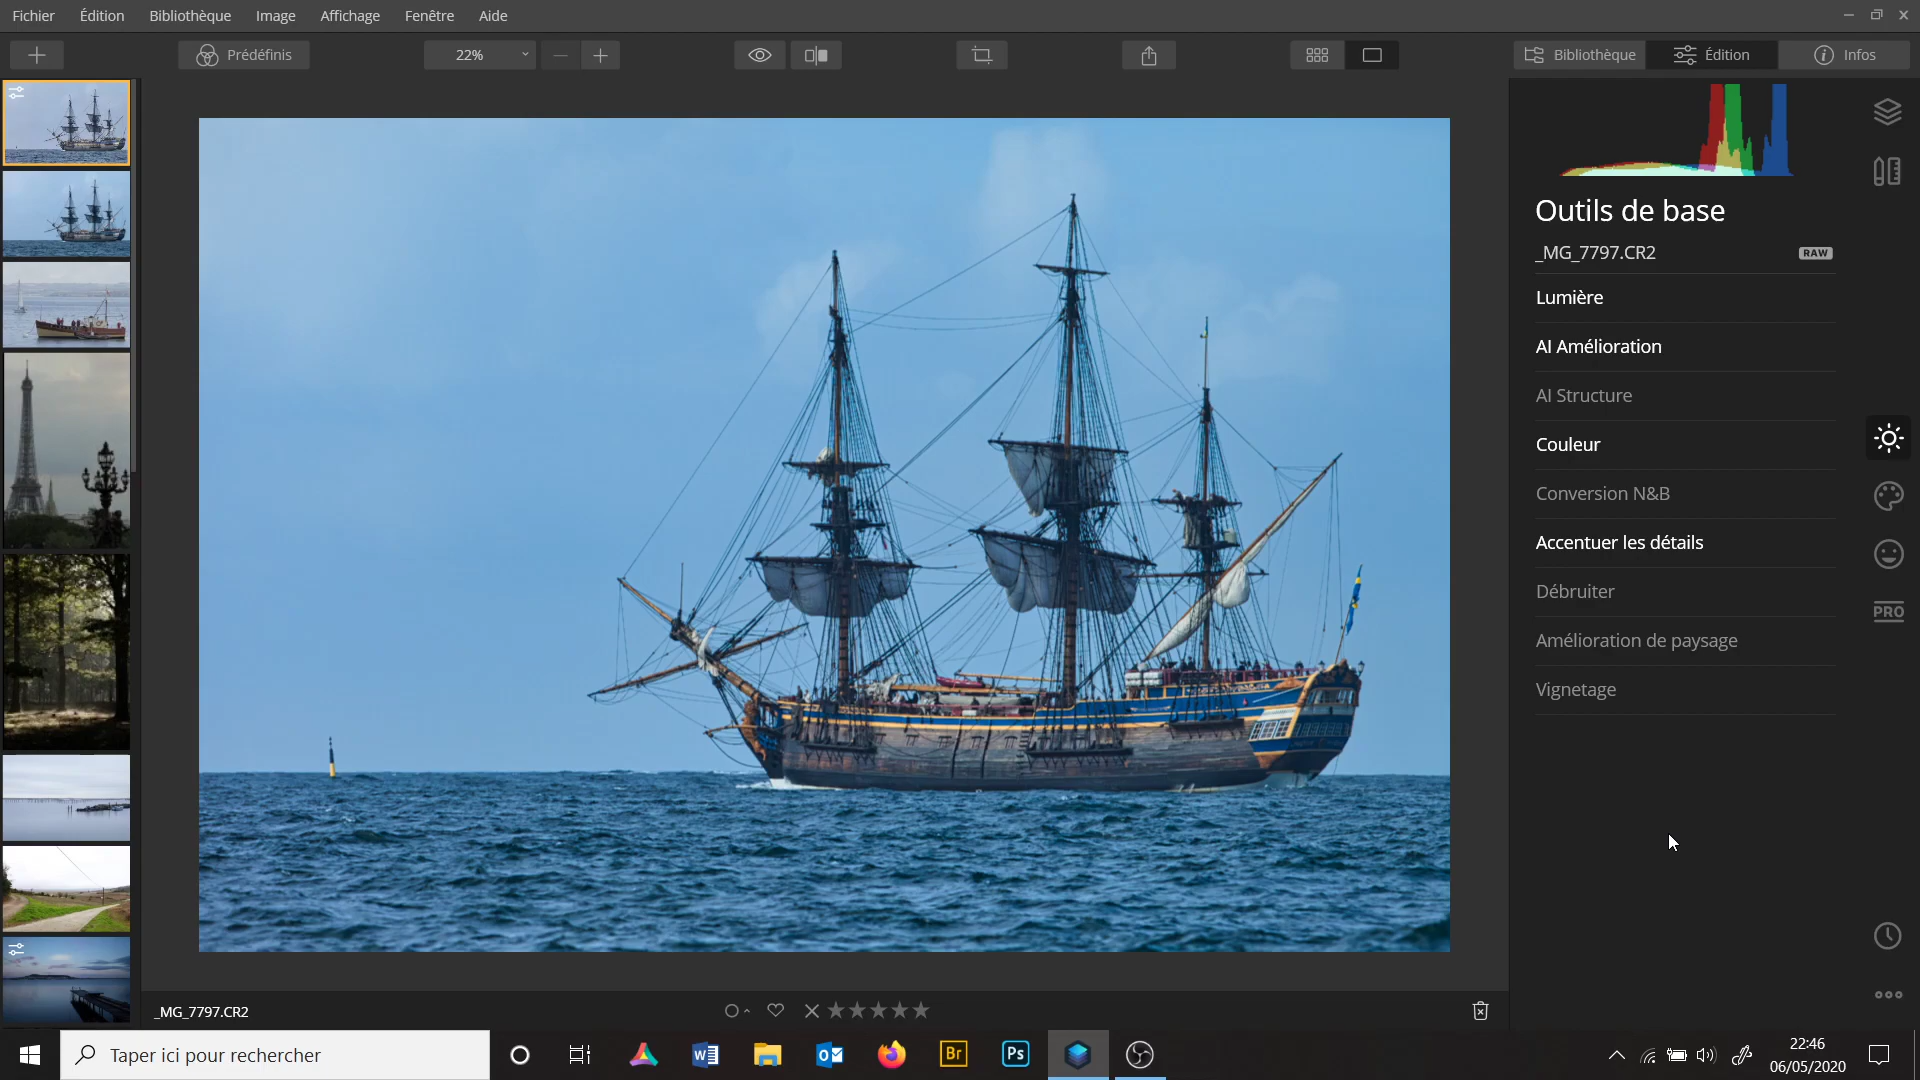 Fichier Édition Bibliothèque Image Affichage Fenêtre Aide
Prédéfinis 22% Bibliothèque Édition Infos
Outils de base
_MG_7797.CR2 RAW
Lumière
AI Amélioration
AI Structure
Couleur
Conversion N&B
Accentuer les détails
Débruiter
PRO
Amélioration de paysage
Vignetage
_MG_7797.CR2
Taper ici pour rechercher
Br
Ps
22:46
06/05/2020